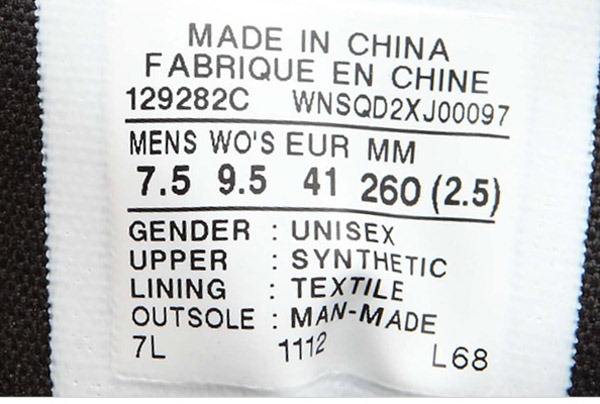 MADE IN CHINA
FABRIQUE EN CHINE
129282C WNSQD2XJ00097
MENS WO'S EUR MM
7.5 9.5 41 260 (2.5)
GENDER : UNISEX
UPPER : SYNTHETIC
LINING : TEXTILE
OUTSOLE : MAN-MADE
7L 1112 L68